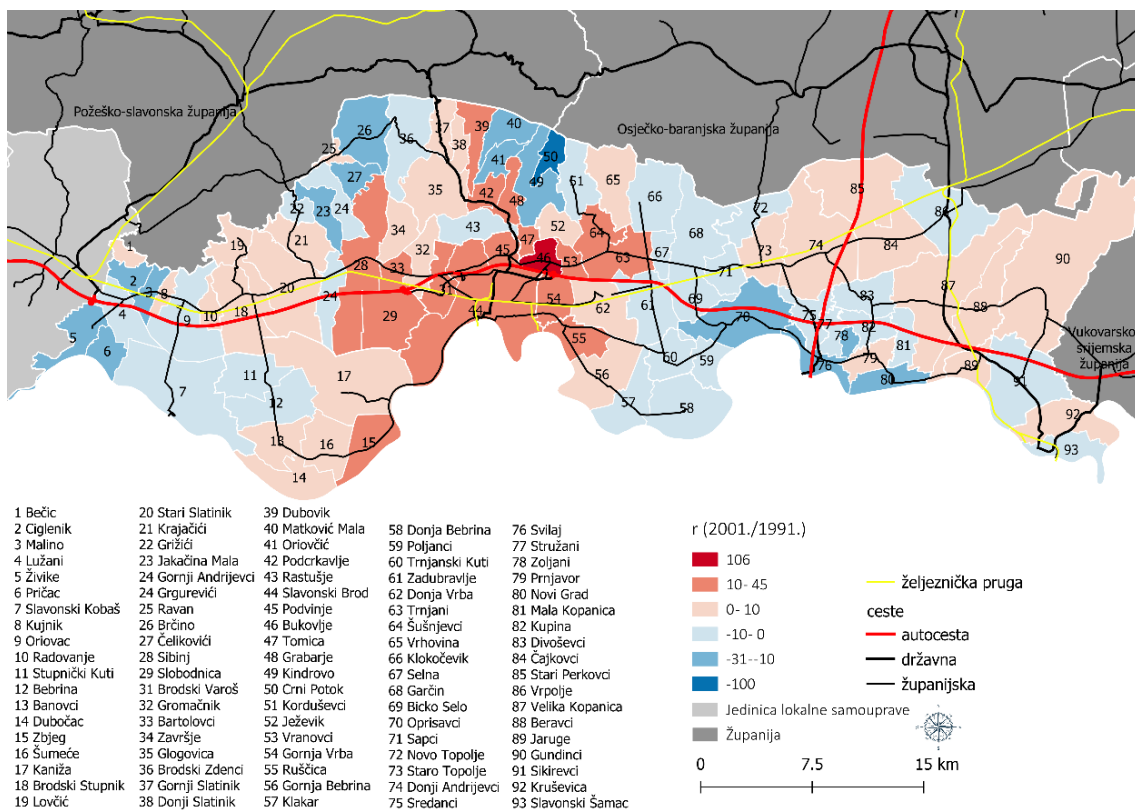 Požeško-slavonska županija
Osječko-baranjska županija
Vukovarsko
srijemska
županija
1 Bečic
2 Ciglenik
3 Malino
4 Lužani
5 Živike
6 Pričac
7 Slavonski Kobaš
8 Kujnik
9 Oriovac
10 Radovanje
11 Stupnički Kuti
12 Bebrina
13 Banovci
14 Dubočac
15 Zbjeg
16 Šumeće
17 Kaniža
18 Brodski Stupnik
19 Lovčić
20 Stari Slatinik
21 Krajačići
22 Grižići
23 Jakačina Mala
24 Gornji Andrijevci
24 Grgurevići
25 Ravan
26 Brčino
27 Čelikovići
28 Sibinj
29 Slobodnica
31 Brodski Varoš
32 Gromačnik
33 Bartolovci
34 Završje
35 Glogovica
36 Brodski Zdenci
37 Gornji Slatinik
38 Donji Slatinik
39 Dubovik
40 Matković Mala
41 Oriovčić
42 Podcrkavlje
43 Rastušje
44 Slavonski Brod
45 Podvinje
46 Bukovlje
47 Tomica
48 Grabarje
49 Kindrovo
50 Crni Potok
51 Korduševci
52 Ježevik
53 Vranovci
54 Gornja Vrba
55 Ruščica
56 Gornja Bebrina
57 Klakar
58 Donja Bebrina
59 Poljanci
60 Trnjanski Kuti
61 Zadubravlje
62 Donja Vrba
63 Trnjani
64 Šušnjevci
65 Vrhovina
66 Klokočevik
67 Selna
68 Garčin
69 Bicko Selo
70 Oprisavci
71 Sapci
72 Novo Topolje
73 Staro Topolje
74 Donji Andrijevci
75 Sredanci
76 Svilaj
77 Stružani
78 Zoljani
79 Prnjavor
80 Novi Grad
81 Mala Kopanica
82 Kupina
83 Divoševci
84 Čajkovci
85 Stari Perkovci
86 Vrpolje
87 Velika Kopanica
88 Beravci
89 Jaruge
90 Gundinci
91 Sikirevci
92 Kruševica
93 Slavonski Šamac
r (2001./1991.)
106
10- 45
0- 10
-10- 0
-31--10
-100
Jedinica lokalne samouprave
Županija
željeznička pruga
ceste
autocesta
državna
županijska
0 7.5 15 km